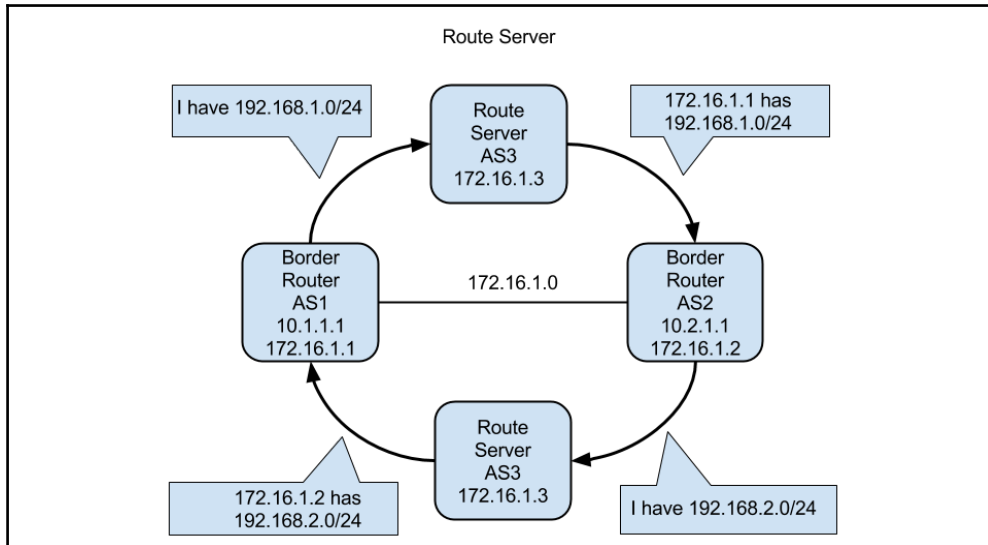 Route Server
I have 192.168.1.0/24
Route
Server
AS3
172.16.1.3
172.16.1.1 has
192.168.1.0/24
Border
Router
AS1
10.1.1.1
172.16.1.1
172.16.1.0
Border
Router
AS2
10.2.1.1
172.16.1.2
172.16.1.2 has
192.168.2.0/24
Route
Server
AS3
172.16.1.3
I have 192.168.2.0/24